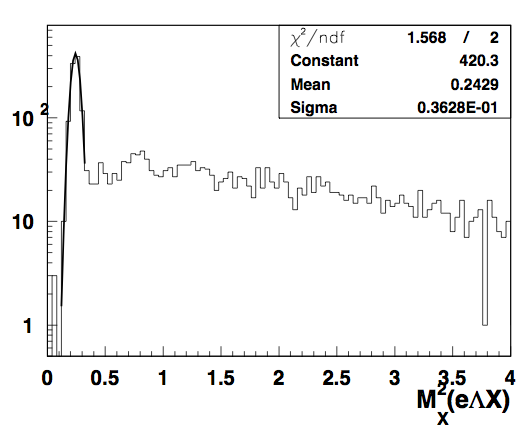 χ²/ndf 1.568 / 2
Constant 420.3
Mean 0.2429
Sigma 0.3628E-01
10²
10
1
0 0.5 1 1.5 2 2.5 3 3.5 4
M²_X(eΛX)